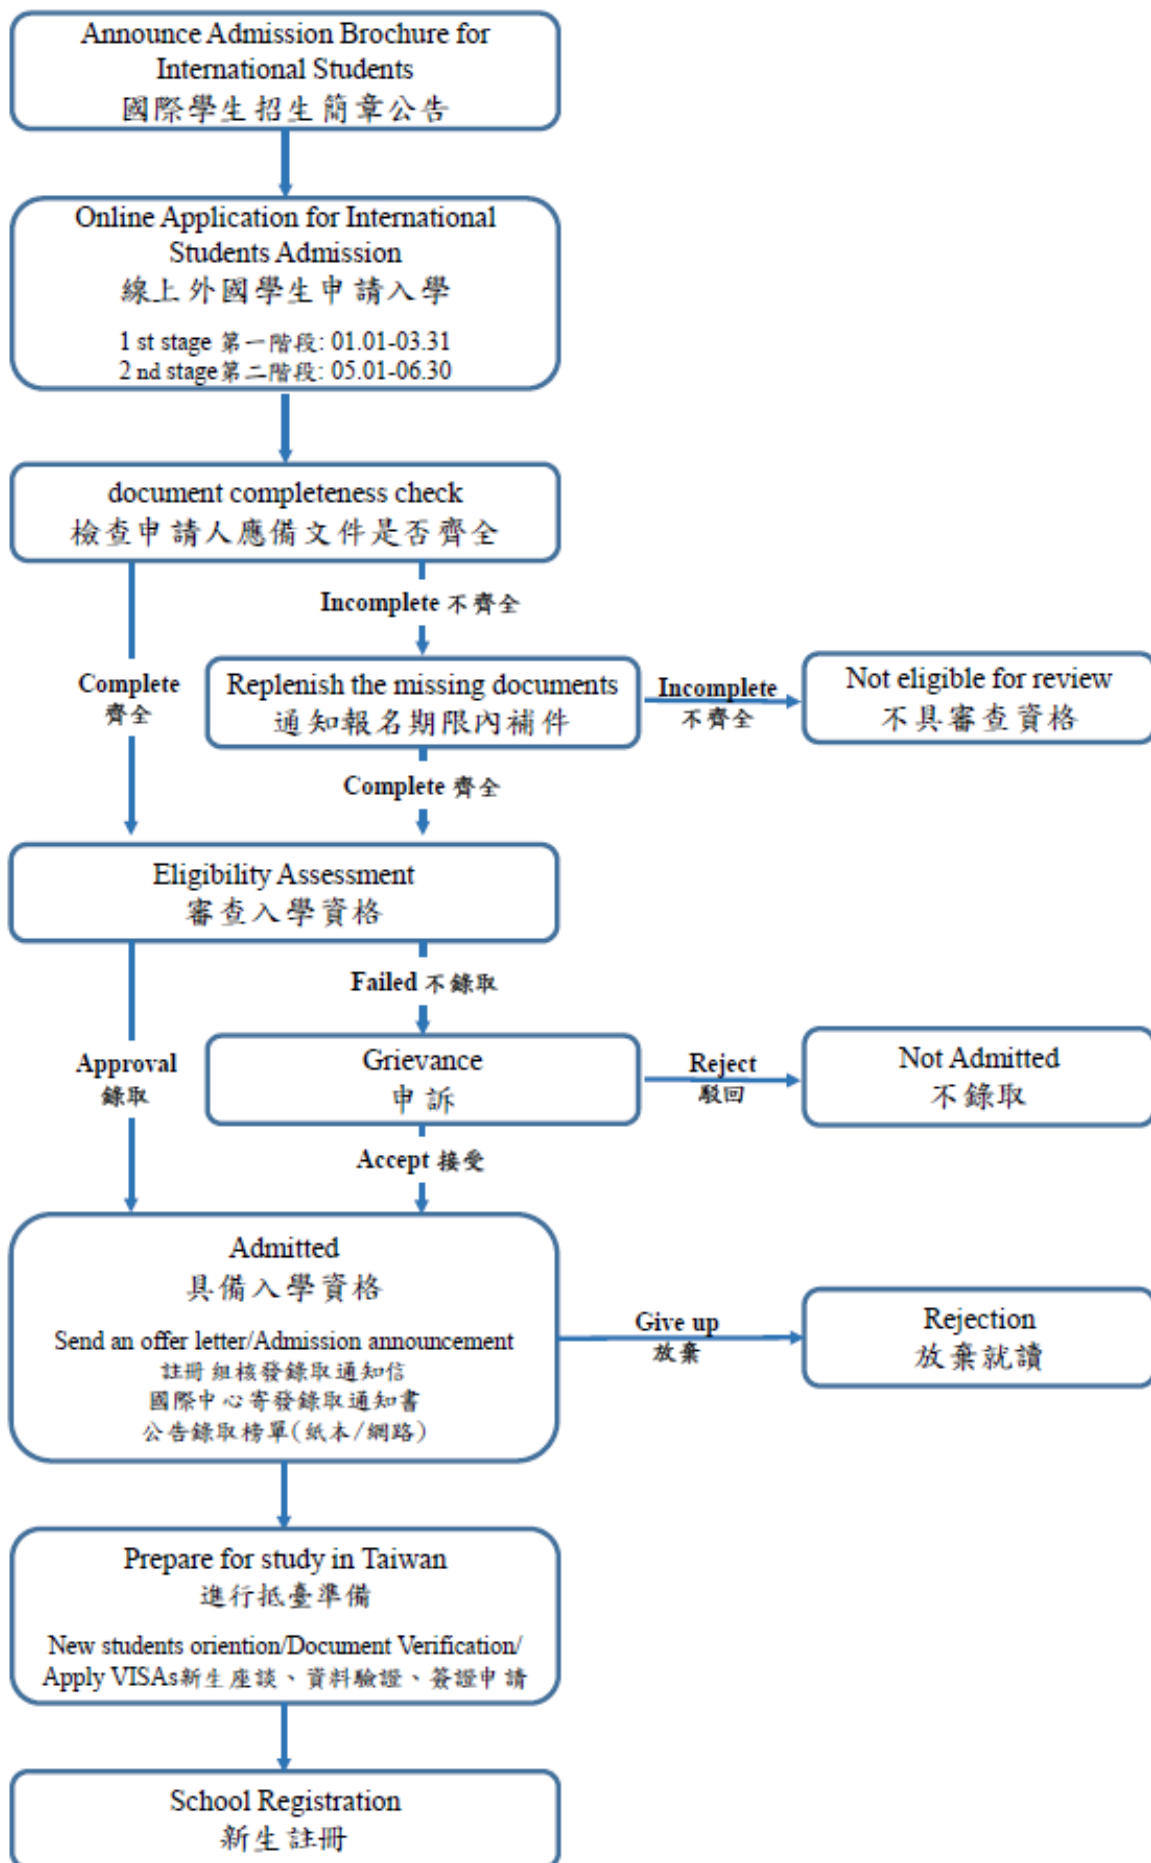 Announce Admission Brochure for
International Students
國際學生招生簡章公告
Online Application for International
Students Admission
線上外國學生申請入學
1 st stage 第一階段: 01.01-03.31
2 nd stage第二階段: 05.01-06.30
document completeness check
檢查申請人應備文件是否齊全
Incomplete 不齊全
Complete
齊全
Replenish the missing documents
通知報名期限內補件
Incomplete
不齊全
Not eligible for review
不具審查資格
Complete 齊全
Eligibility Assessment
審查入學資格
Failed 不錄取
Approval
錄取
Grievance
申訴
Reject
駁回
Not Admitted
不錄取
Accept 接受
Admitted
具備入學資格
Send an offer letter/Admission announcement
註冊組核發錄取通知信
國際中心寄發錄取通知書
公告錄取榜單(紙本/網路)
Give up
放棄
Rejection
放棄就讀
Prepare for study in Taiwan
進行抵臺準備
New students oriention/Document Verification/
Apply VISAs新生座談、資料驗證、簽證申請
School Registration
新生註冊